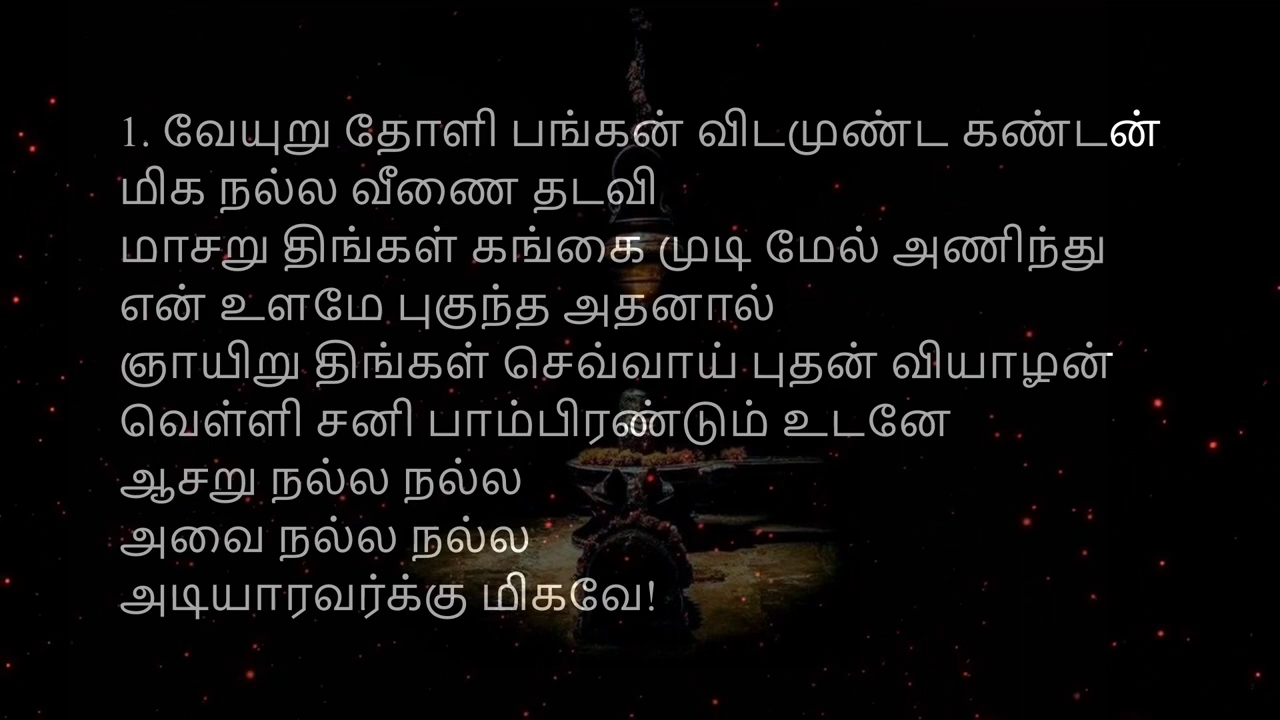 1. வேயுறு தோளி பங்கன் விடமுண்ட கண்டன்
மிக நல்ல வீணை தடவி
மாசறு திங்கள் கங்கை முடி மேல் அணிந்து
என் உளமே புகுந்த அதனால்
ஞாயிறு திங்கள் செவ்வாய் புதன் வியாழன்
வெள்ளி சனி பாம்பிரண்டும் உடனே
ஆசறு நல்ல நல்ல
அவை நல்ல நல்ல
அடியாரவர்க்கு மிகவே!